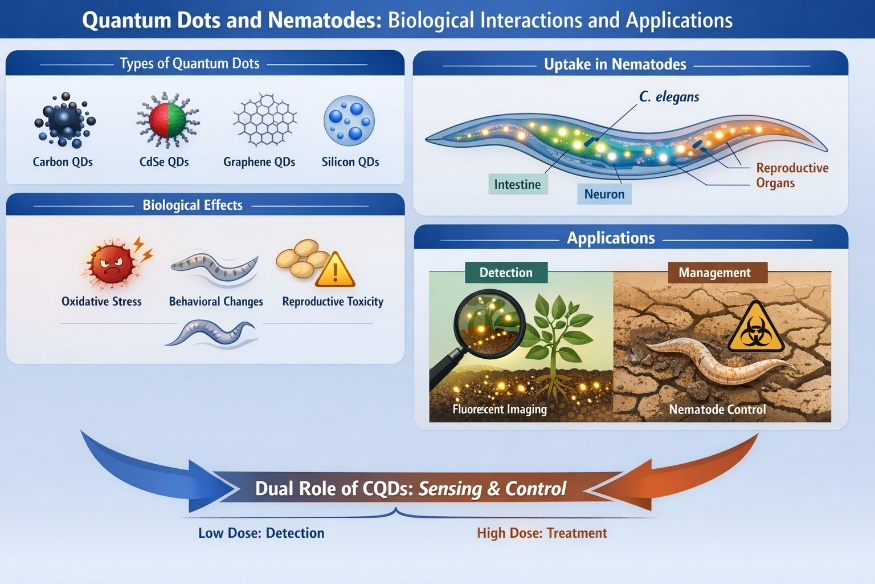 Quantum Dots and Nematodes: Biological Interactions and Applications
Types of Quantum Dots
Carbon QDs
CdSe QDs
Graphene QDs
Silicon QDs
Biological Effects
Oxidative Stress
Behavioral Changes
Reproductive Toxicity
Uptake in Nematodes
C. elegans
Intestine
Neuron
Reproductive
Organs
Applications
Detection
Management
Fluorescent Imaging
Nematode Control
Dual Role of CQDs: Sensing & Control
Low Dose: Detection
High Dose: Treatment